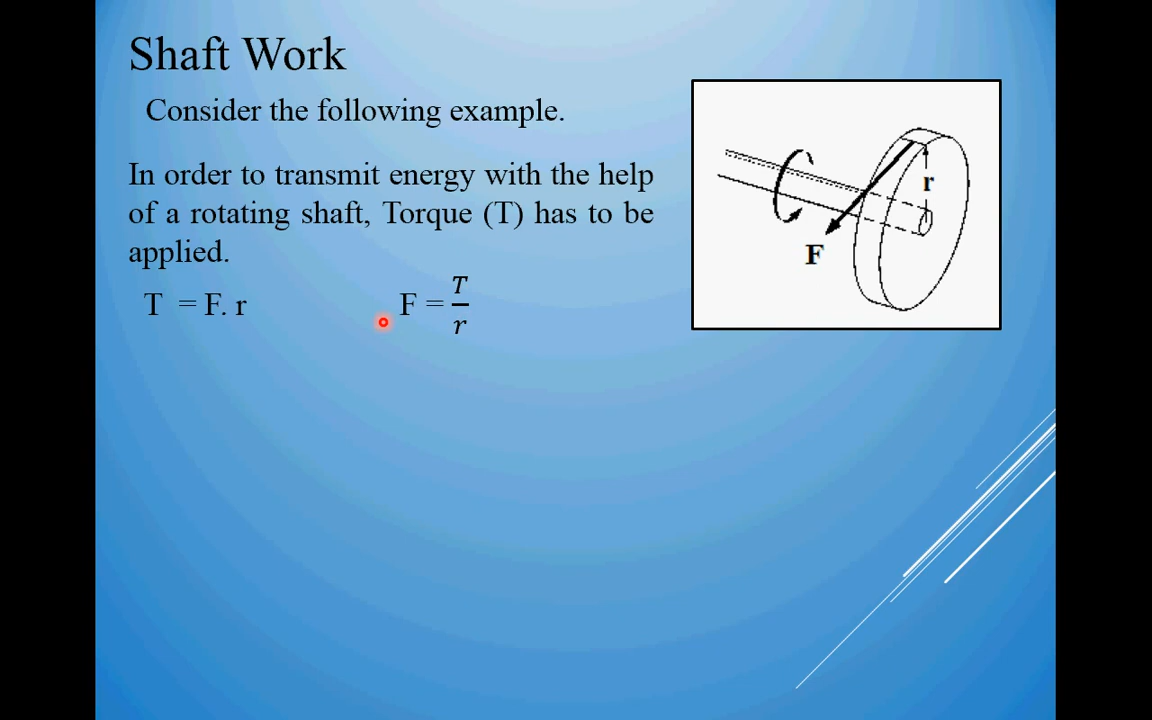 Shaft Work
Consider the following example.
In order to transmit energy with the help
of a rotating shaft, Torque (T) has to be
applied.
T = F. r
F = T/r
r
F